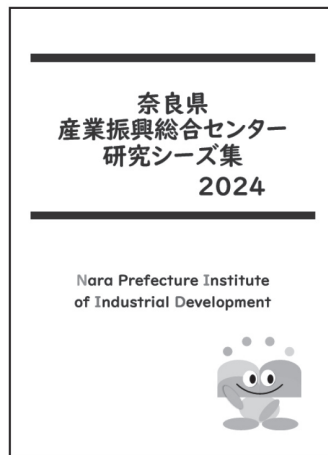 奈良県
産業振興総合センター
研究シーズ集
2024
Nara Prefecture Institute
of Industrial Development